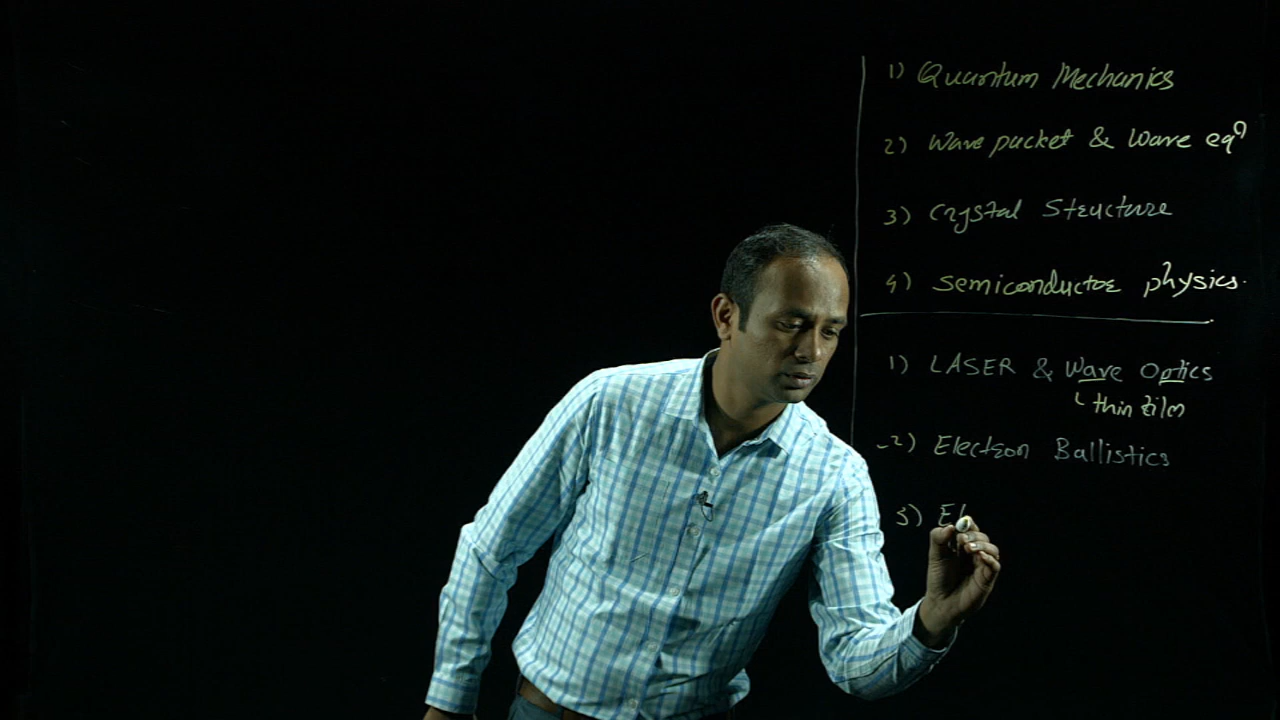 1) Quantum Mechanics
2) Wave packet & Wave eqⁿ
3) Crystal Structure
4) Semiconductor physics.
1) LASER & Wave Optics
thin film
2) Electron Ballistics
3) El